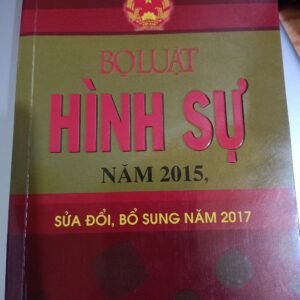 BỘ LUẬT
HÌNH SỰ
NĂM 2015,
SỬA ĐỔI, BỔ SUNG NĂM 2017